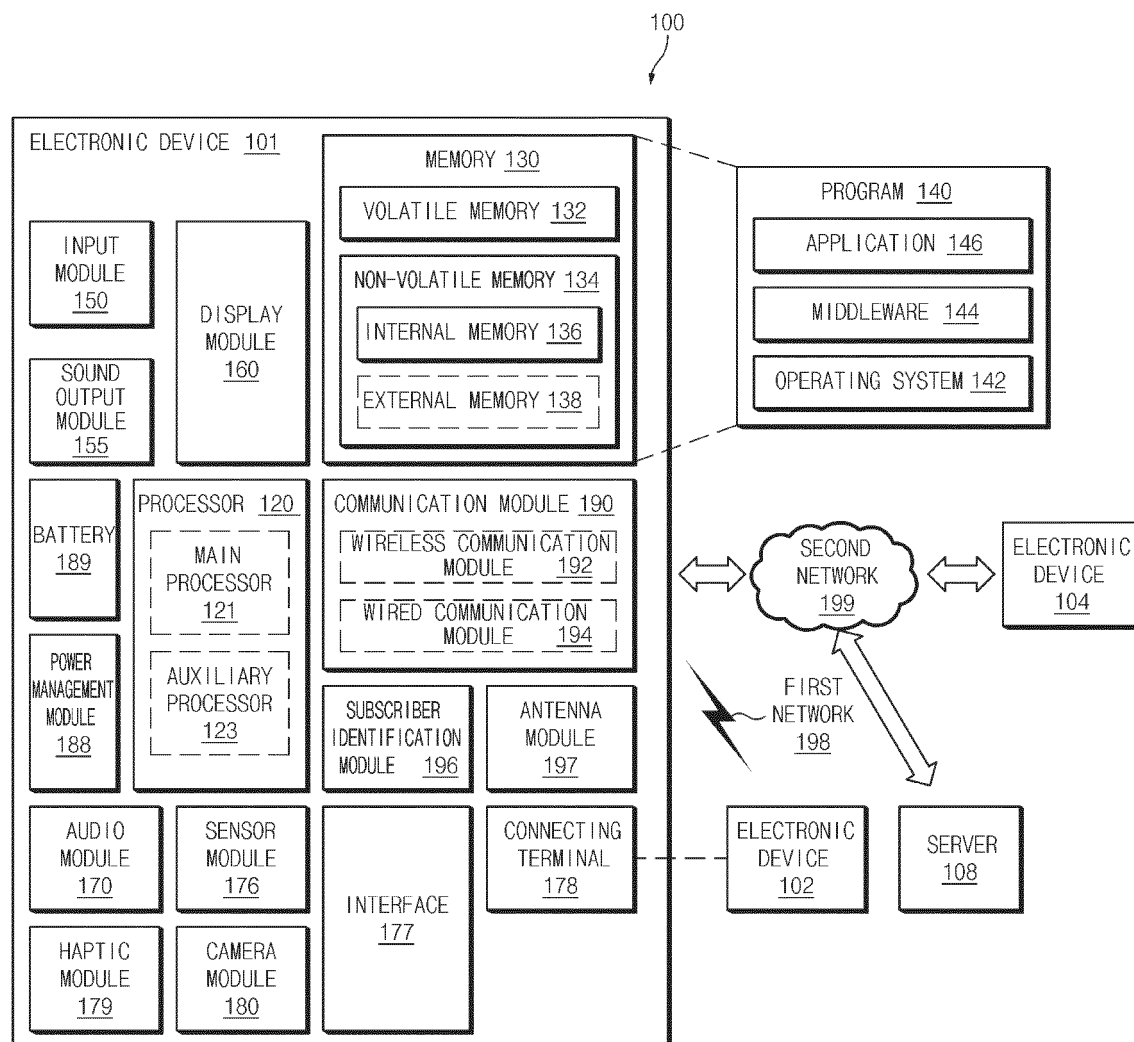 100
ELECTRONIC DEVICE 101
MEMORY 130
VOLATILE MEMORY 132
NON-VOLATILE MEMORY 134
INTERNAL MEMORY 136
EXTERNAL MEMORY 138
PROGRAM 140
APPLICATION 146
MIDDLEWARE 144
OPERATING SYSTEM 142
INPUT
MODULE
150
DISPLAY
MODULE
160
SOUND
OUTPUT
MODULE
155
BATTERY
189
PROCESSOR 120
MAIN
PROCESSOR
121
AUXILIARY
PROCESSOR
123
COMMUNICATION MODULE 190
WIRELESS COMMUNICATION
MODULE 192
WIRED COMMUNICATION
MODULE 194
SECOND
NETWORK
199
ELECTRONIC
DEVICE
104
POWER
MANAGEMENT
MODULE
188
SUBSCRIBER
IDENTIFICATION
MODULE 196
ANTENNA
MODULE
197
FIRST
NETWORK
198
AUDIO
MODULE
170
SENSOR
MODULE
176
INTERFACE
177
CONNECTING
TERMINAL
178
ELECTRONIC
DEVICE
102
SERVER
108
HAPTIC
MODULE
179
CAMERA
MODULE
180